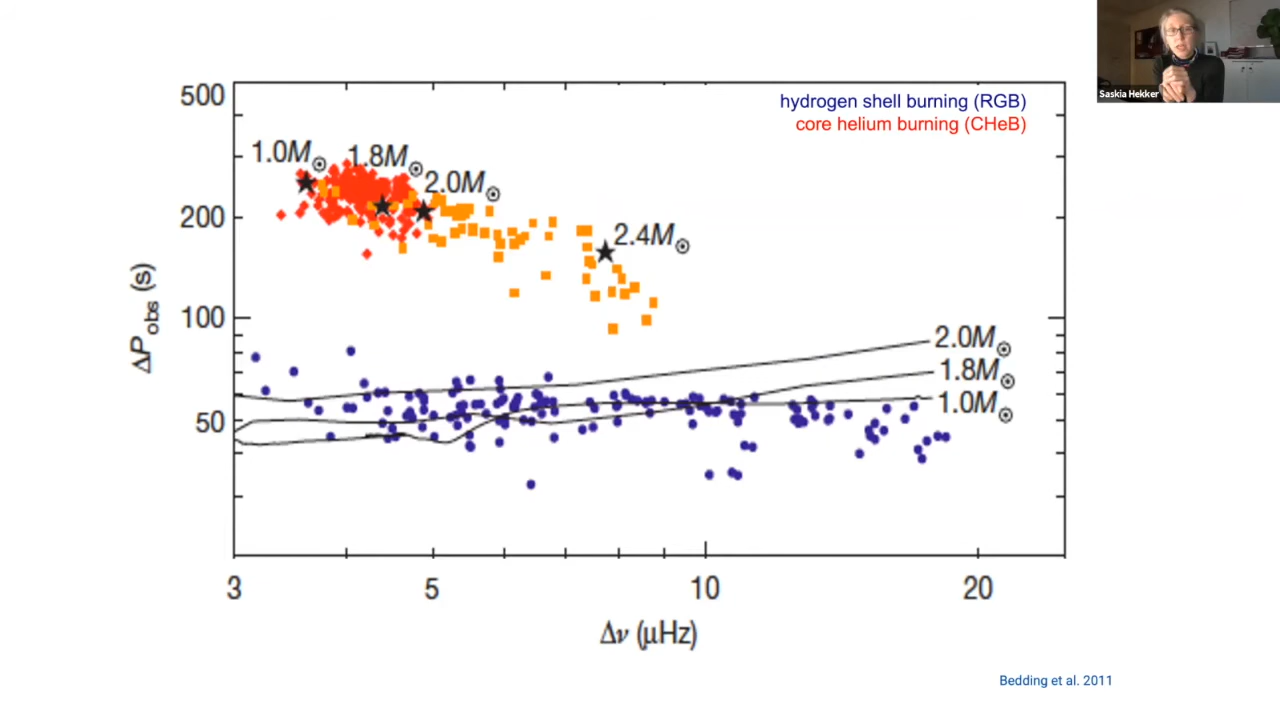 Saskia Hekker
hydrogen shell burning (RGB)
core helium burning (CHeB)
500
200
100
50
ΔPobs (s)
1.0M⊙
1.8M⊙
2.0M⊙
2.4M⊙
2.0M⊙
1.8M⊙
1.0M⊙
3
5
10
20
Δν (μHz)
Bedding et al. 2011